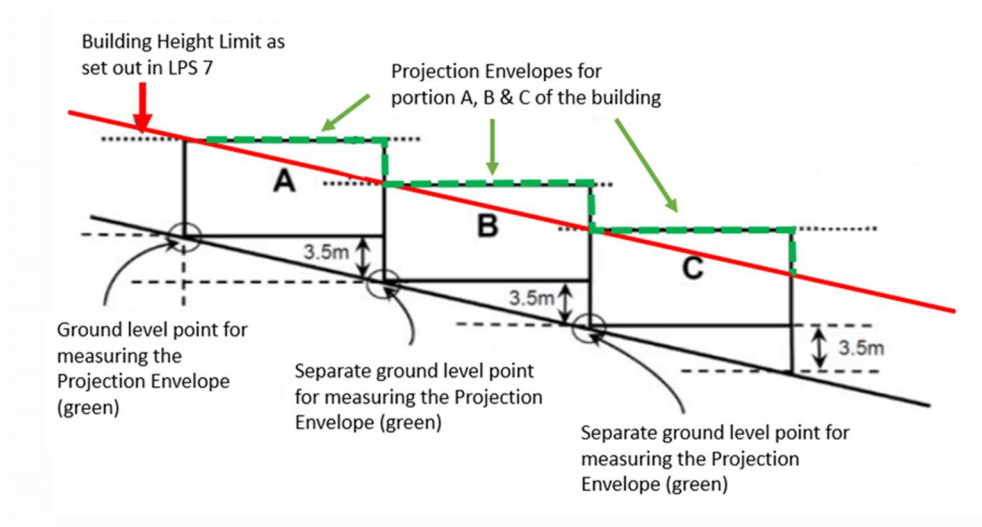 Building Height Limit as
set out in LPS 7
Projection Envelopes for
portion A, B & C of the building
A
B
C
3.5m
3.5m
3.5m
Ground level point for
measuring the
Projection Envelope
(green)
Separate ground level point
for measuring the Projection
Envelope (green)
Separate ground level point for
measuring the Projection
Envelope (green)